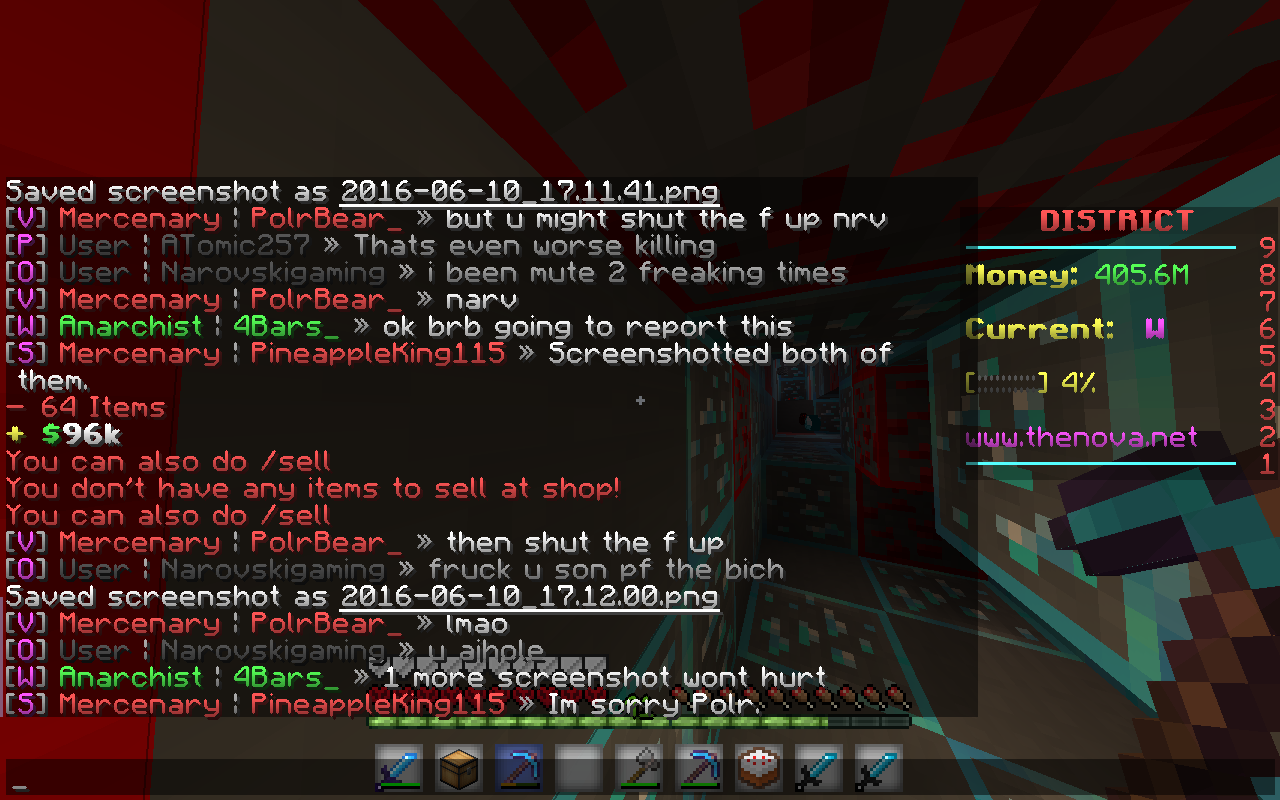 Saved screenshot as 2016-06-10_17.11.41.png
[V] Mercenary ¦ PolrBear_ » but u might shut the f up nrv
[P] User ¦ ATomic257 » Thats even worse killing
[O] User ¦ Narovskigaming » i been mute 2 freaking times
[V] Mercenary ¦ PolrBear_ » narv
[W] Anarchist ¦ 4Bars_ » ok brb going to report this
[S] Mercenary ¦ PineappleKing115 » Screenshotted both of
them.
- 64 Items
+ $96k
You can also do /sell
You don't have any items to sell at shop!
You can also do /sell
[V] Mercenary ¦ PolrBear_ » then shut the f up
[O] User ¦ Narovskigaming » fruck u son pf the bich
Saved screenshot as 2016-06-10_17.12.00.png
[V] Mercenary ¦ PolrBear_ » lmao
[O] User ¦ Narovskigaming » u ajhole
[W] Anarchist ¦ 4Bars_ » 1 more screenshot wont hurt
[S] Mercenary ¦ PineappleKing115 » Im sorry Polr.
_
DISTRICT
9
Money: 405.6M 8
7
Current: W 6
5
[::::::::::] 4% 4
3
www.thenova.net 2
1